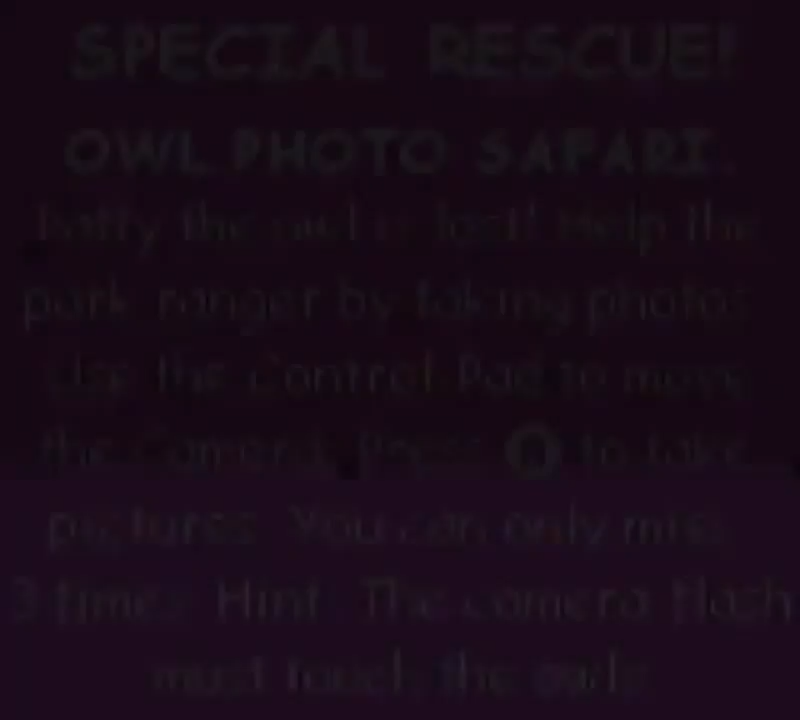 SPECIAL RESCUE!
OWL PHOTO SAFARI.
the owl is lost! Help the
park ranger by taking photos.
Use the Control Pad to move
the Camera. Press A to take
pictures. You can only miss
3 times. Hint: The camera flash
must touch the owls.